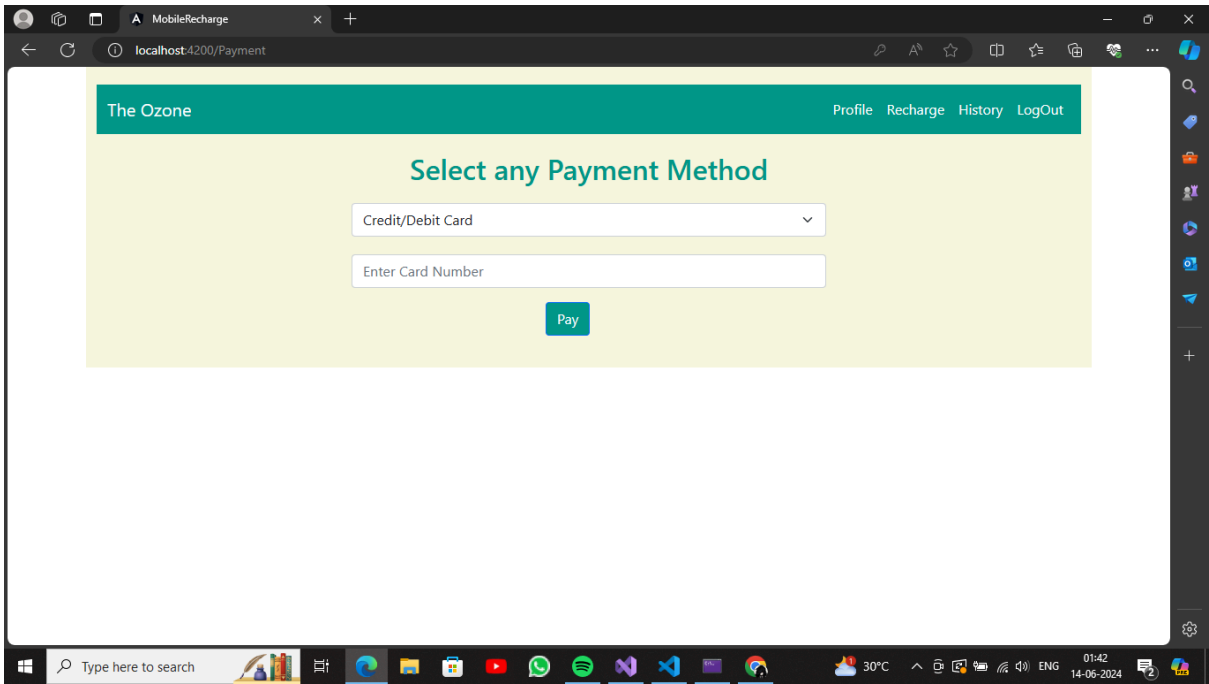 MobileRecharge
localhost:4200/Payment
The Ozone
Profile Recharge History LogOut
Select any Payment Method
Credit/Debit Card
Enter Card Number
Pay
Type here to search
30°C
ENG
01:42
14-06-2024
2